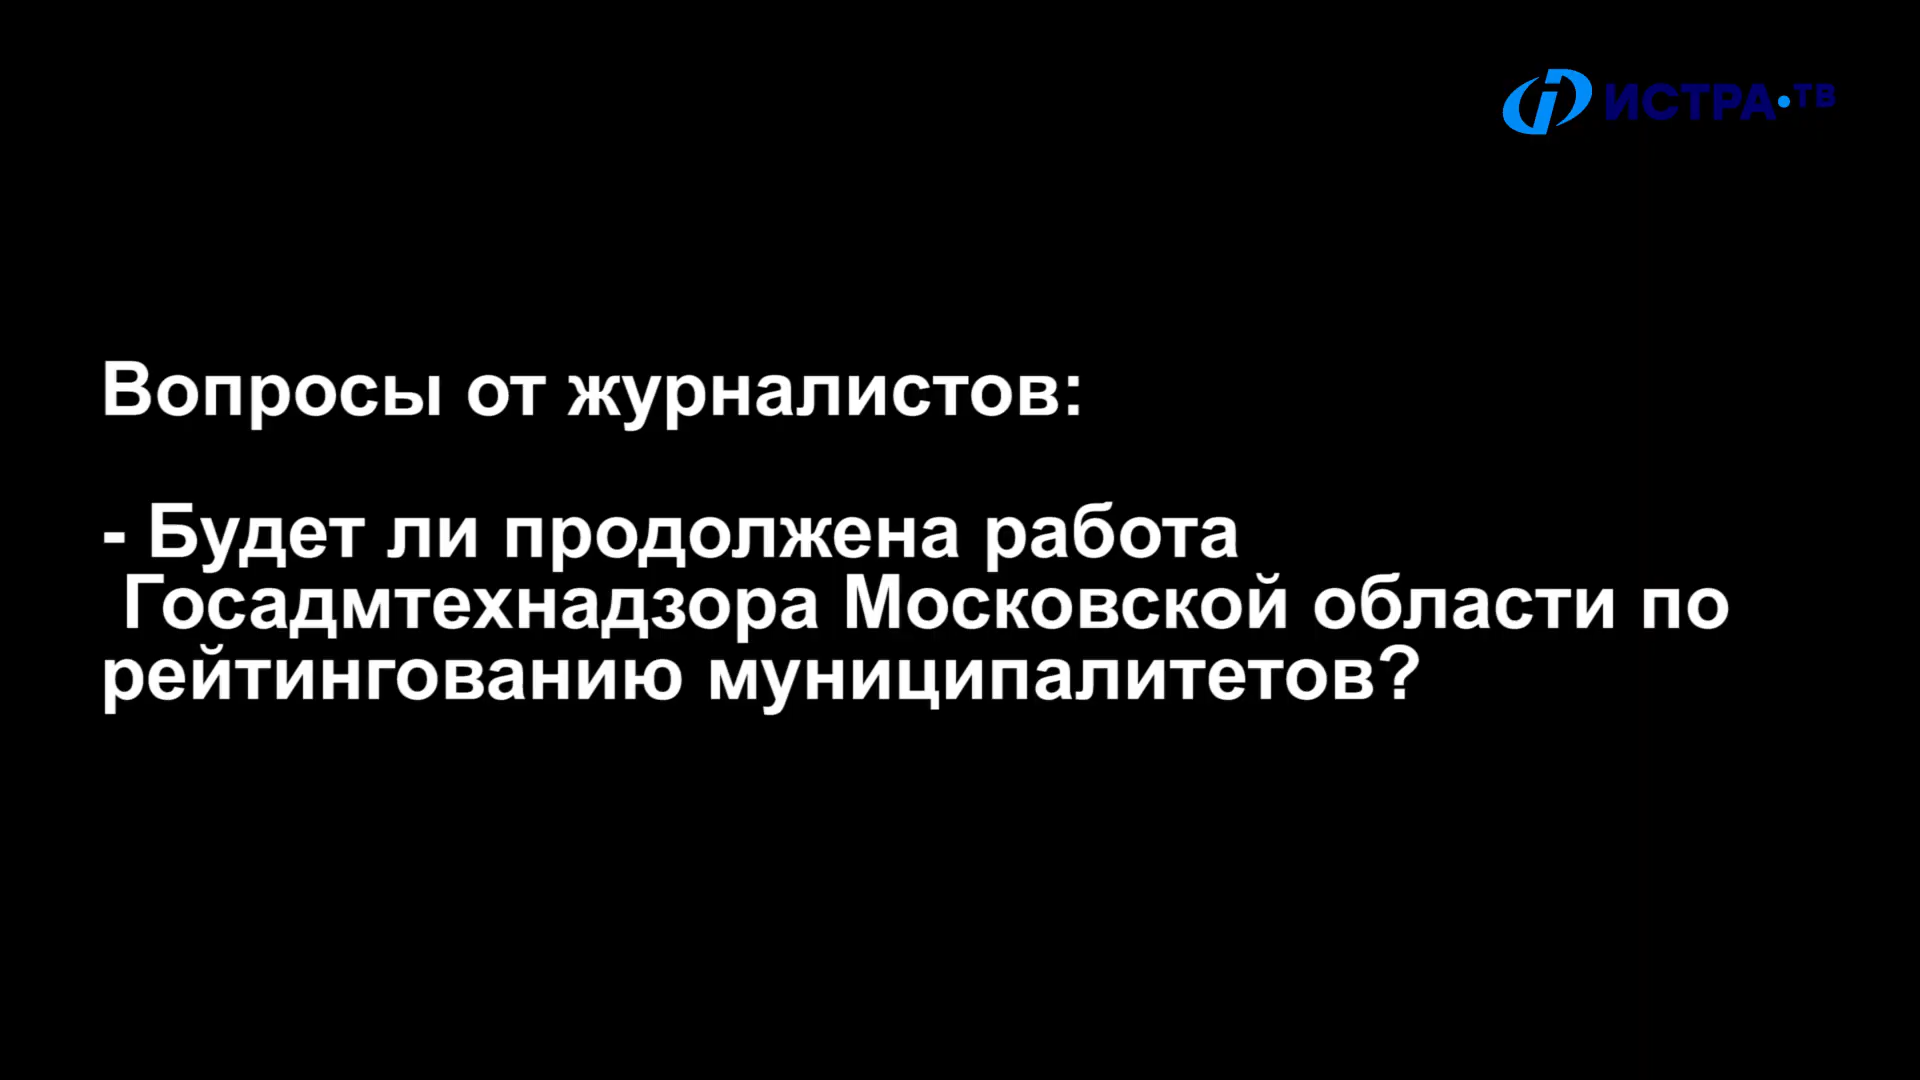 ИСТРА•ТВ
Вопросы от журналистов:
- Будет ли продолжена работа
Госадмтехнадзора Московской области по
рейтингованию муниципалитетов?